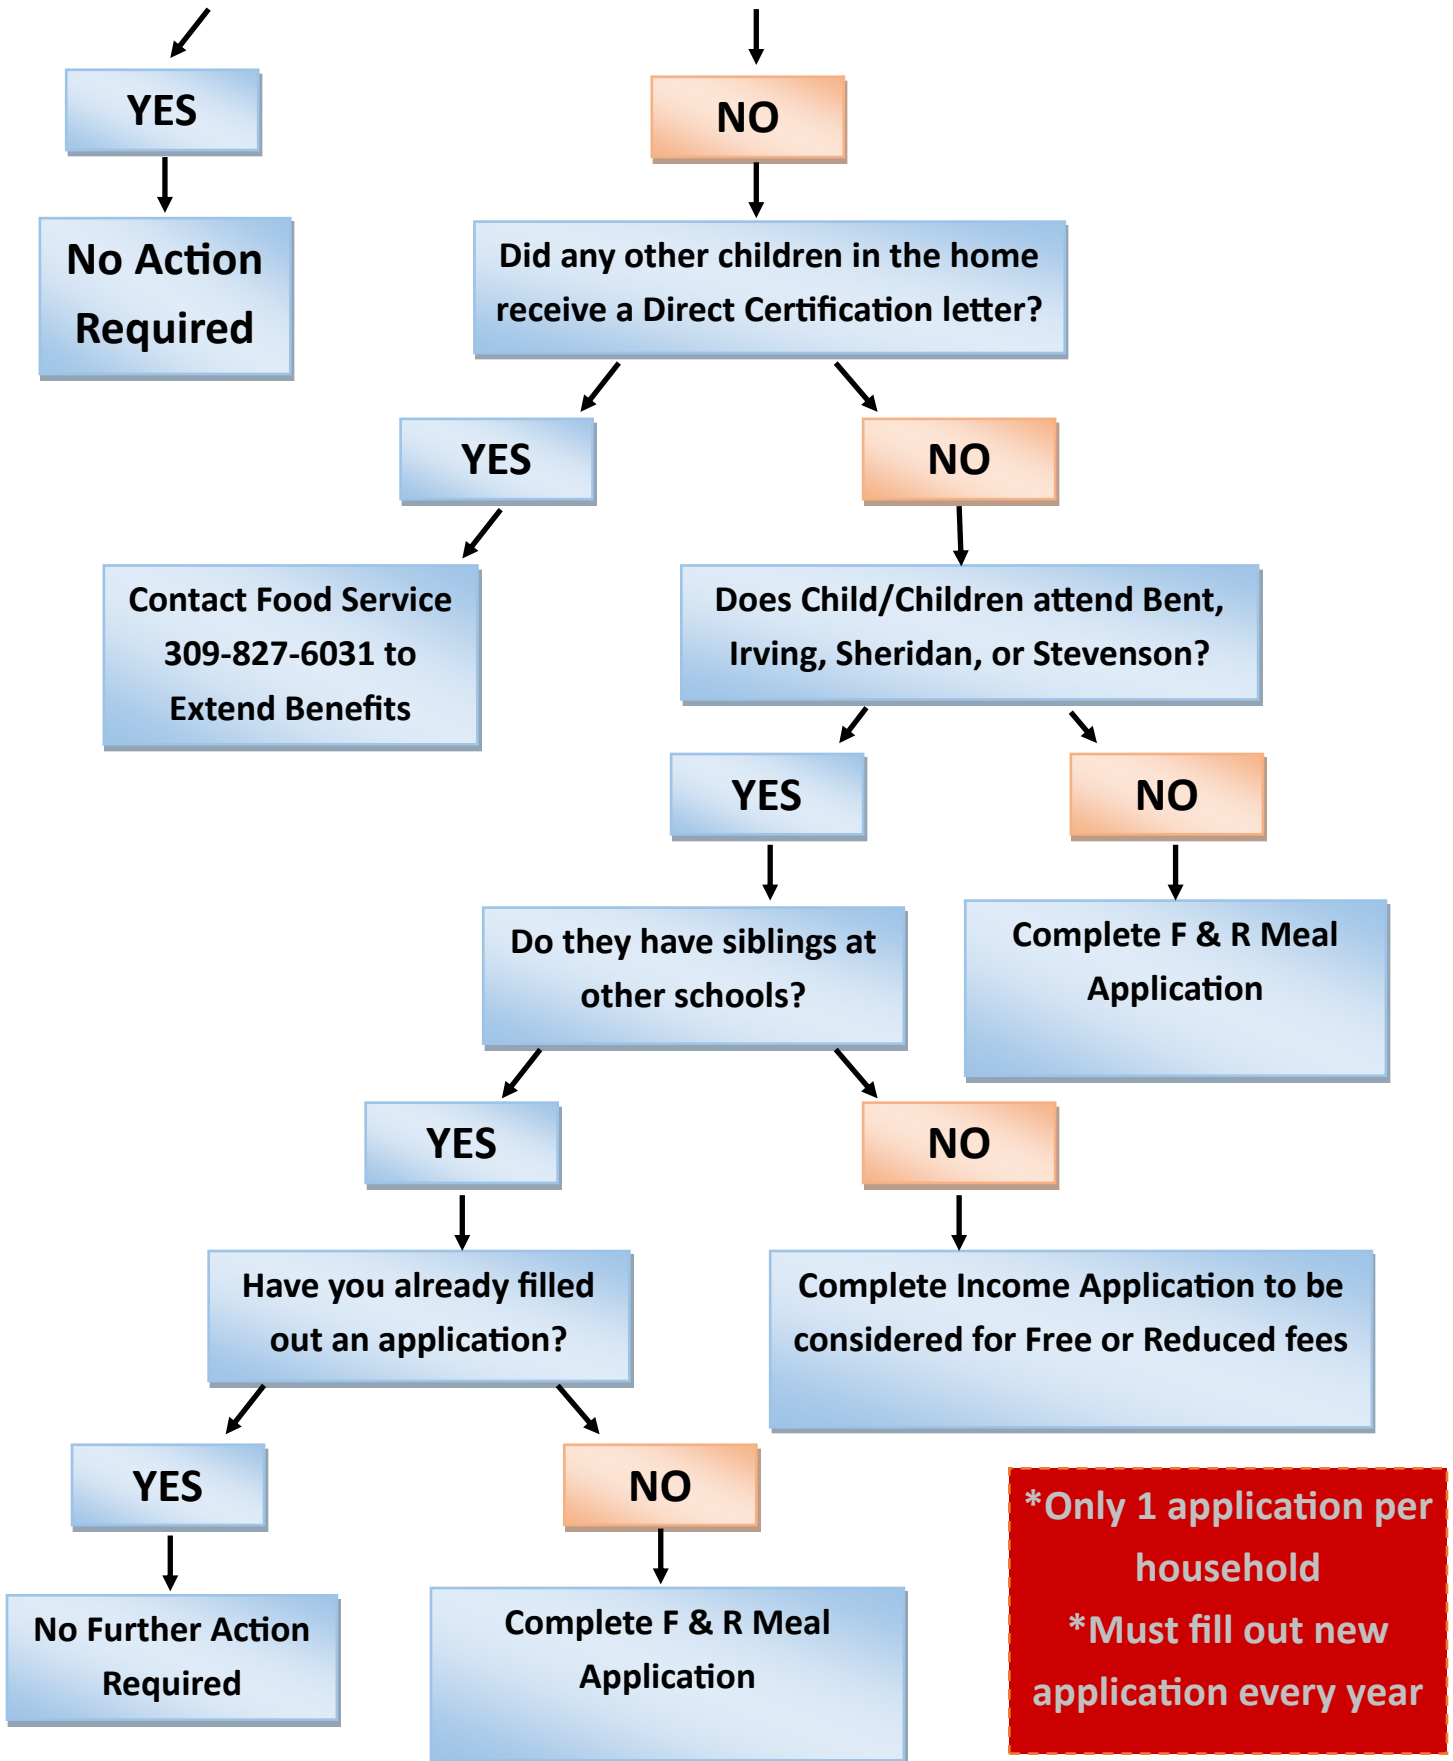 YES
NO
No Action
Required
Did any other children in the home
receive a Direct Certification letter?
YES
NO
Contact Food Service
309-827-6031 to
Extend Benefits
Does Child/Children attend Bent,
Irving, Sheridan, or Stevenson?
YES
NO
Do they have siblings at
other schools?
Complete F & R Meal
Application
YES
NO
Have you already filled
out an application?
Complete Income Application to be
considered for Free or Reduced fees
YES
NO
No Further Action
Required
Complete F & R Meal
Application
*Only 1 application per
household
*Must fill out new
application every year